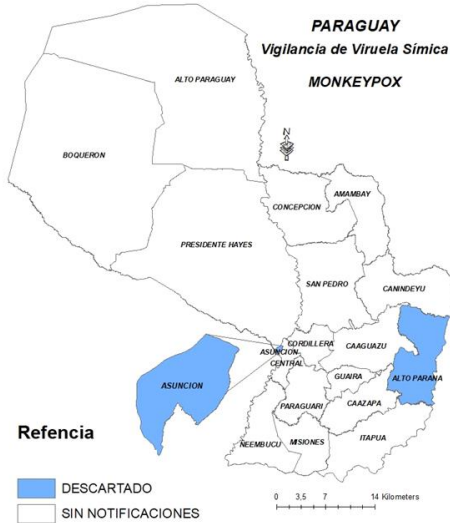 PARAGUAY
Vigilancia de Viruela Símica
MONKEYPOX
ALTO PARAGUAY
N
BOQUERON
AMAMBAY
CONCEPCION
PRESIDENTE HAYES
SAN PEDRO
CANINDEYU
CORDILLERA
CAAGUAZU
ASUNCION
CENTRAL
GUAIRA
ALTO PARANA
ASUNCION
CAAZAPA
PARAGUARI
Refencia
ITAPUA
ÑEEMBUCU
MISIONES
DESCARTADO
SIN NOTIFICACIONES
0 3,5 7 14 Kilometers